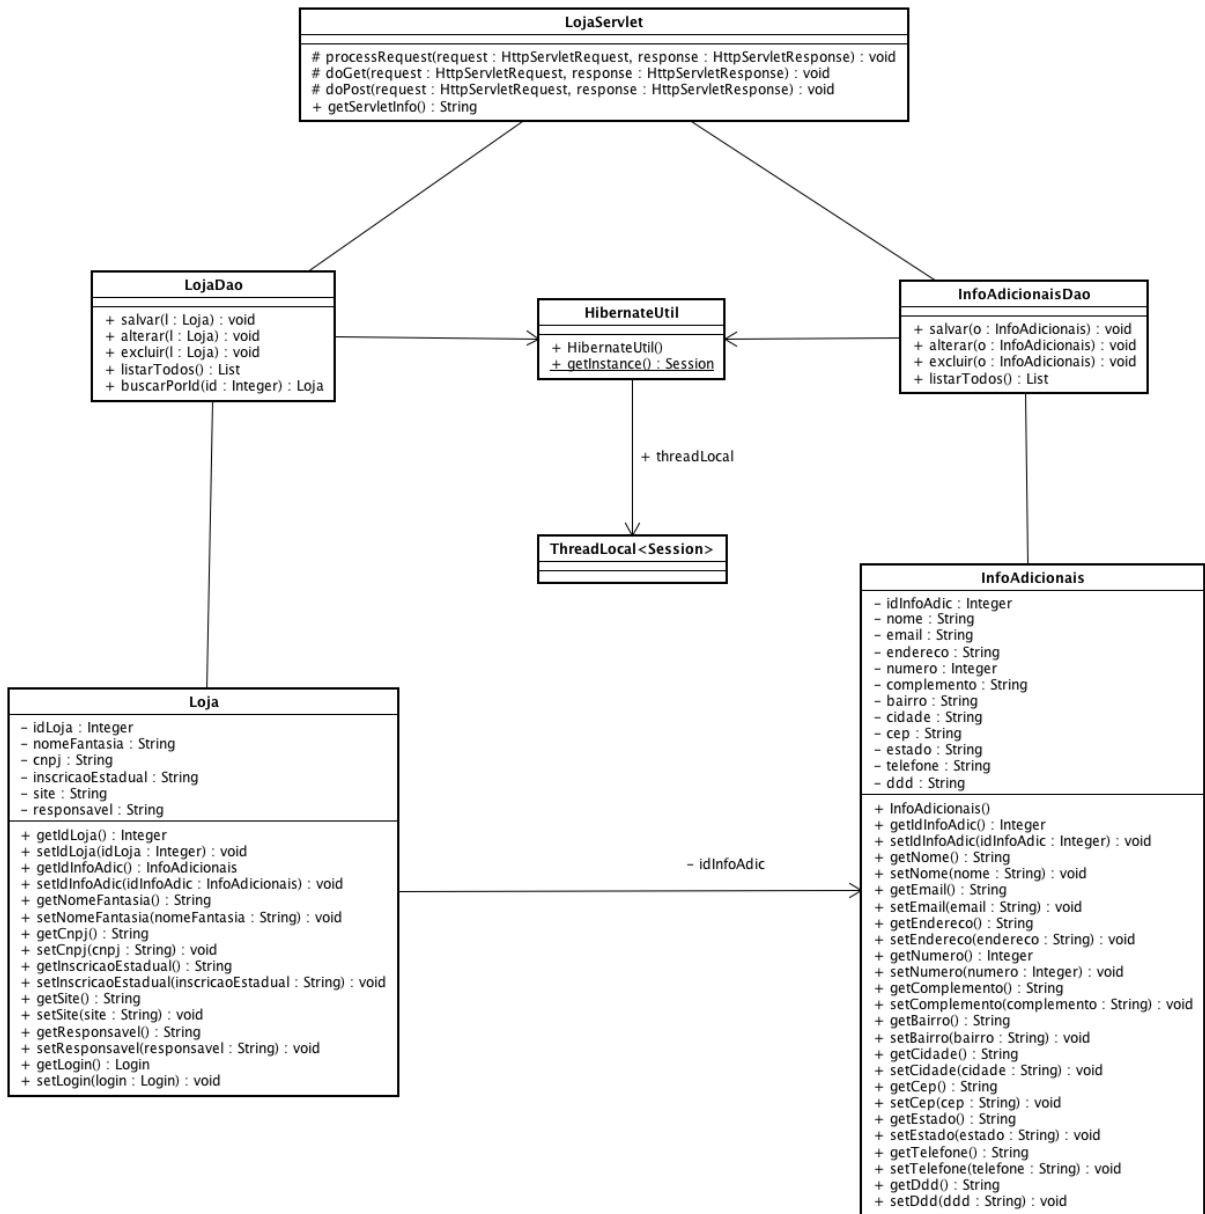 LojaServlet
# processRequest(request : HttpServletRequest, response : HttpServletResponse) : void
# doGet(request : HttpServletRequest, response : HttpServletResponse) : void
# doPost(request : HttpServletRequest, response : HttpServletResponse) : void
+ getServletInfo() : String
LojaDao
+ salvar(l : Loja) : void
+ alterar(l : Loja) : void
+ excluir(l : Loja) : void
+ listarTodos() : List
+ buscarPorId(id : Integer) : Loja
HibernateUtil
+ HibernateUtil()
+ getInstance() : Session
InfoAdicionaisDao
+ salvar(o : InfoAdicionais) : void
+ alterar(o : InfoAdicionais) : void
+ excluir(o : InfoAdicionais) : void
+ listarTodos() : List
+ threadLocal
ThreadLocal<Session>
Loja
- idLoja : Integer
- nomeFantasia : String
- cnpj : String
- inscricaoEstadual : String
- site : String
- responsavel : String
+ getIdLoja() : Integer
+ setIdLoja(idLoja : Integer) : void
+ getIdInfoAdic() : InfoAdicionais
+ setIdInfoAdic(idInfoAdic : InfoAdicionais) : void
+ getNomeFantasia() : String
+ setNomeFantasia(nomeFantasia : String) : void
+ getCnpj() : String
+ setCnpj(cnpj : String) : void
+ getInscricaoEstadual() : String
+ setInscricaoEstadual(inscricaoEstadual : String) : void
+ getSite() : String
+ setSite(site : String) : void
+ getResponsavel() : String
+ setResponsavel(responsavel : String) : void
+ getLogin() : Login
+ setLogin(login : Login) : void
- idInfoAdic
InfoAdicionais
- idInfoAdic : Integer
- nome : String
- email : String
- endereco : String
- numero : Integer
- complemento : String
- bairro : String
- cidade : String
- cep : String
- estado : String
- telefone : String
- ddd : String
+ InfoAdicionais()
+ getIdInfoAdic() : Integer
+ setIdInfoAdic(idInfoAdic : Integer) : void
+ getNome() : String
+ setNome(nome : String) : void
+ getEmail() : String
+ setEmail(email : String) : void
+ getEndereco() : String
+ setEndereco(endereco : String) : void
+ getNumero() : Integer
+ setNumero(numero : Integer) : void
+ getComplemento() : String
+ setComplemento(complemento : String) : void
+ getBairro() : String
+ setBairro(bairro : String) : void
+ getCidade() : String
+ setCidade(cidade : String) : void
+ getCep() : String
+ setCep(cep : String) : void
+ getEstado() : String
+ setEstado(estado : String) : void
+ getTelefone() : String
+ setTelefone(telefone : String) : void
+ getDdd() : String
+ setDdd(ddd : String) : void